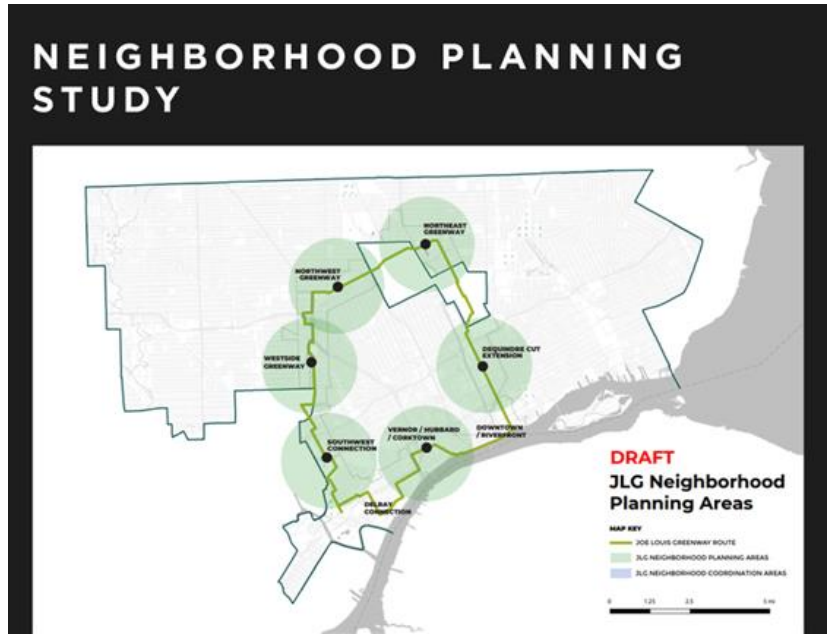 NEIGHBORHOOD PLANNING
STUDY
NORTHEAST
GREENWAY
NORTHWEST
GREENWAY
WESTSIDE
GREENWAY
DEQUINDRE CUT
EXTENSION
SOUTHWEST
CONNECTION
VERNOR / HUBBARD
/ CORKTOWN
DOWNTOWN
/ RIVERFRONT
DELRAY
CONNECTION
DRAFT
JLG Neighborhood
Planning Areas
MAP KEY
JOE LOUIS GREENWAY ROUTE
JLG NEIGHBORHOOD PLANNING AREAS
JLG NEIGHBORHOOD COORDINATION AREAS
0 1.25 2.5 5 mi